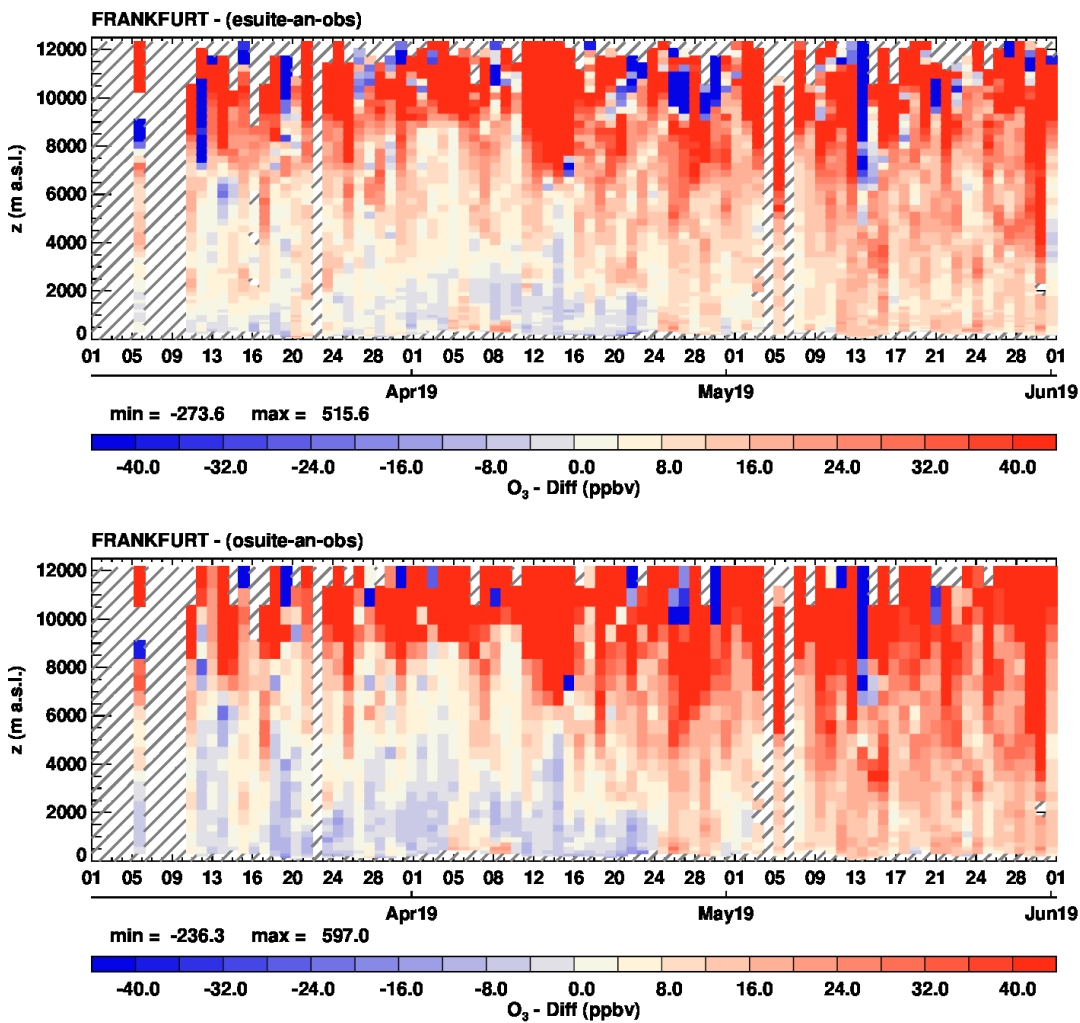 FRANKFURT - (esuite-an-obs)
12000
10000
8000
6000
4000
2000
0
z (m a.s.l.)
01 05 09 13 16 20 24 28 01 05 08 12 16 20 24 28 01 05 09 13 17 21 24 28 01
Apr19 May19 Jun19
min = -273.6 max = 515.6
-40.0 -32.0 -24.0 -16.0 -8.0 0.0 8.0 16.0 24.0 32.0 40.0
O3 - Diff (ppbv)
FRANKFURT - (osuite-an-obs)
12000
10000
8000
6000
4000
2000
0
z (m a.s.l.)
01 05 09 13 16 20 24 28 01 05 08 12 16 20 24 28 01 05 09 13 17 21 24 28 01
Apr19 May19 Jun19
min = -236.3 max = 597.0
-40.0 -32.0 -24.0 -16.0 -8.0 0.0 8.0 16.0 24.0 32.0 40.0
O3 - Diff (ppbv)